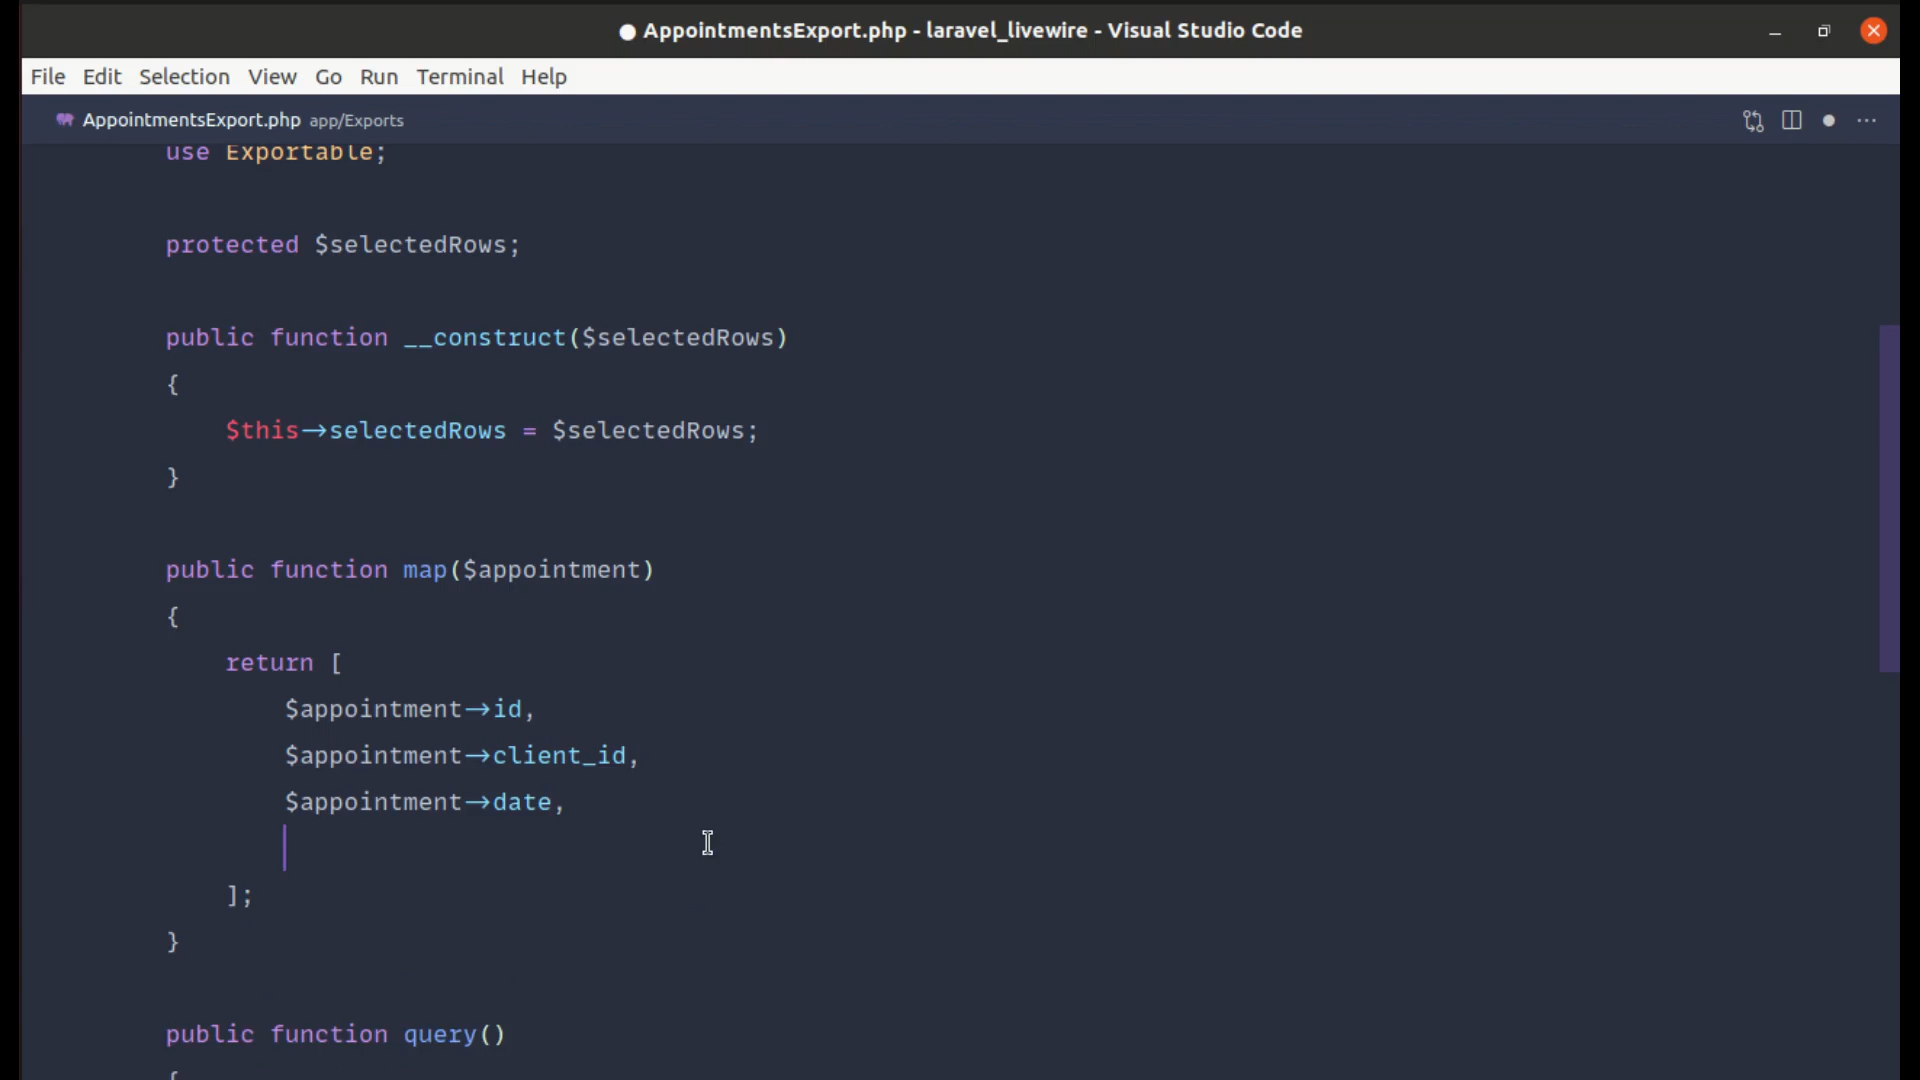 AppointmentsExport.php - laravel_livewire - Visual Studio Code
File Edit Selection View Go Run Terminal Help
AppointmentsExport.php app/Exports
use Exportable;
protected $selectedRows;
public function __construct($selectedRows)
{
$this->selectedRows = $selectedRows;
}
public function map($appointment)
{
return [
$appointment->id,
$appointment->client_id,
$appointment->date,
];
}
public function query()
{